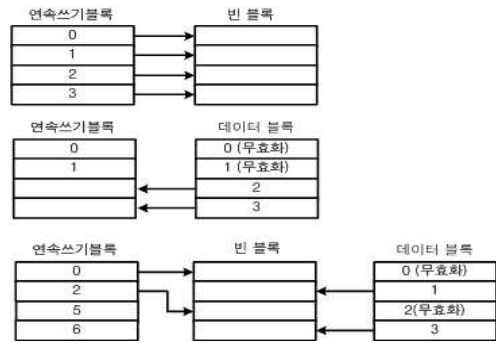 연속쓰기블록 빈 블록
0
1
2
3
연속쓰기블록 데이터 블록
0 0 (무효화)
1 1 (무효화)
2
3
연속쓰기블록 빈 블록 데이터 블록
0 0 (무효화)
2 1
5 2(무효화)
6 3